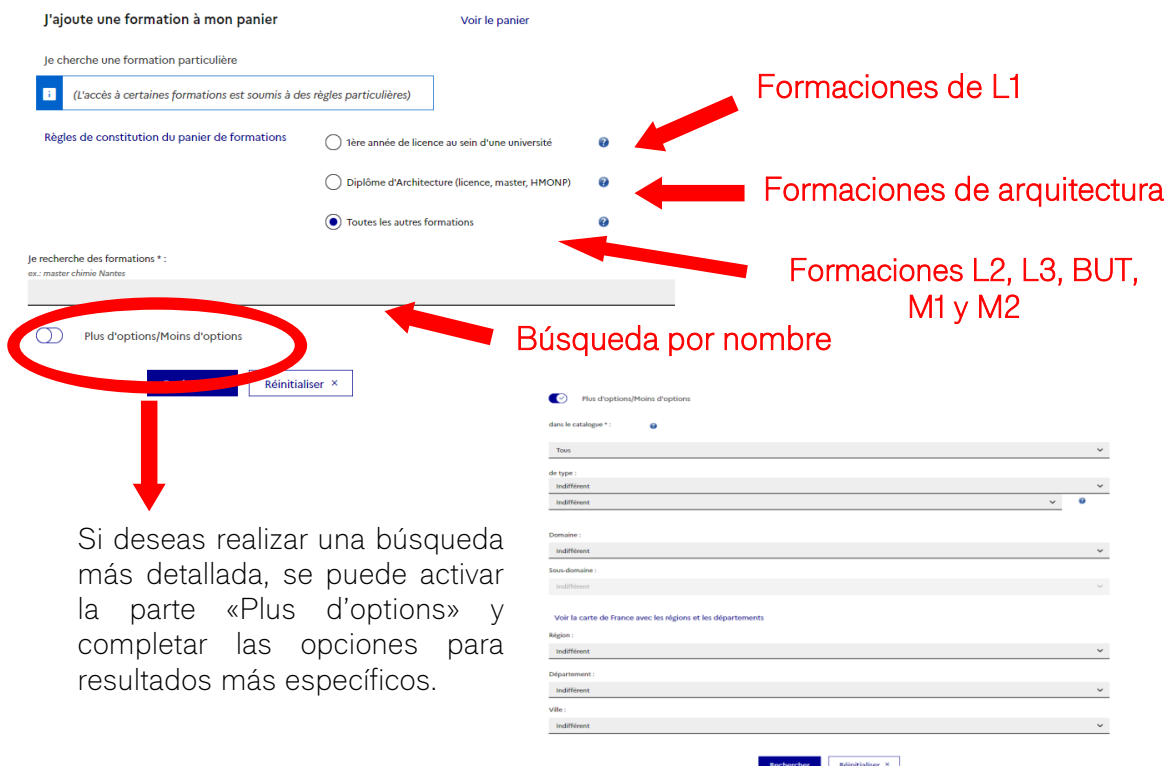 J'ajoute une formation à mon panier
Voir le panier
Je cherche une formation particulière
i
(L'accès à certaines formations est soumis à des règles particulières)
Formaciones de L1
Règles de constitution du panier de formations
1ère année de licence au sein d'une université
?
Diplôme d'Architecture (licence, master, HMONP)
?
Formaciones de arquitectura
Toutes les autres formations
?
Je recherche des formations * :
ex.: master chimie Nantes
Formaciones L2, L3, BUT,
M1 y M2
Búsqueda por nombre
Plus d'options/Moins d'options
Réinitialiser ×
Si deseas realizar una búsqueda
más detallada, se puede activar
la parte «Plus d’options» y
completar las opciones para
resultados más específicos.
Plus d'options/Moins d'options
dans le catalogue * :
?
Tous
de type :
Indifférent
Indifférent
?
Domaine :
Indifférent
Sous-domaine :
Indifférent
Voir la carte de France avec les régions et les départements
Région :
Indifférent
Département :
Indifférent
Ville :
Indifférent
Rechercher
Réinitialiser ×